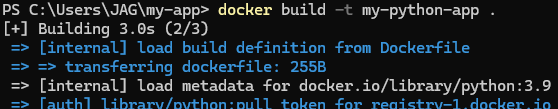 PS C:\Users\JAG\my-app> docker build -t my-python-app .
[+] Building 3.0s (2/3)
=> [internal] load build definition from Dockerfile
=> => transferring dockerfile: 255B
=> [internal] load metadata for docker.io/library/python:3.9
=> [auth] library/python:pull token for registry-1.docker.io